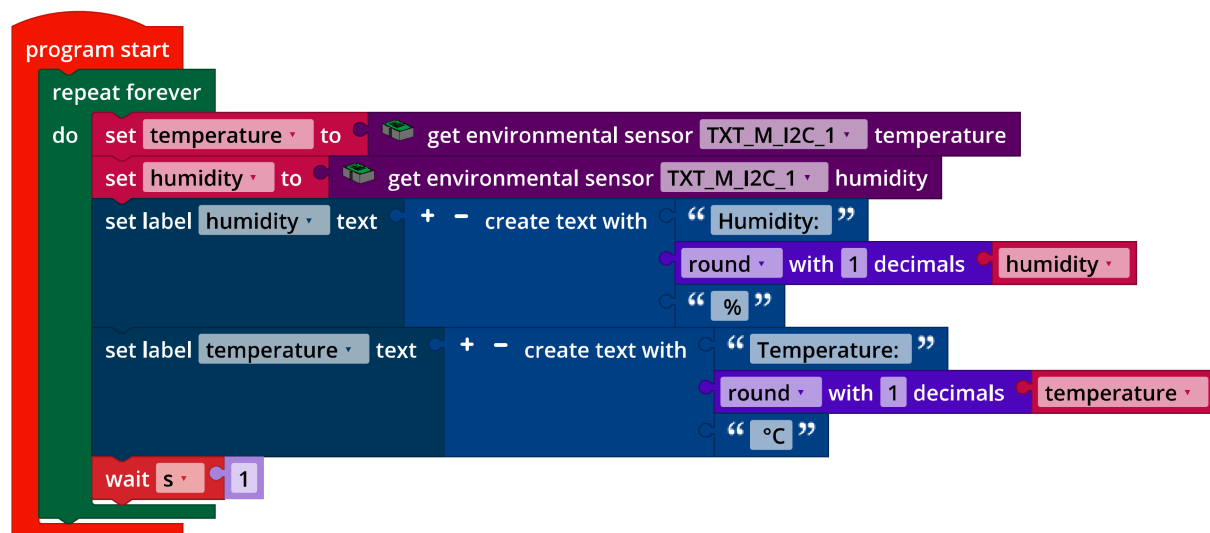 program start
repeat forever
do set temperature to get environmental sensor TXT_M_I2C_1 temperature
set humidity to get environmental sensor TXT_M_I2C_1 humidity
set label humidity text + - create text with “ Humidity: ”
round with 1 decimals humidity
“ % ”
set label temperature text + - create text with “ Temperature: ”
round with 1 decimals temperature
“ °C ”
wait s 1